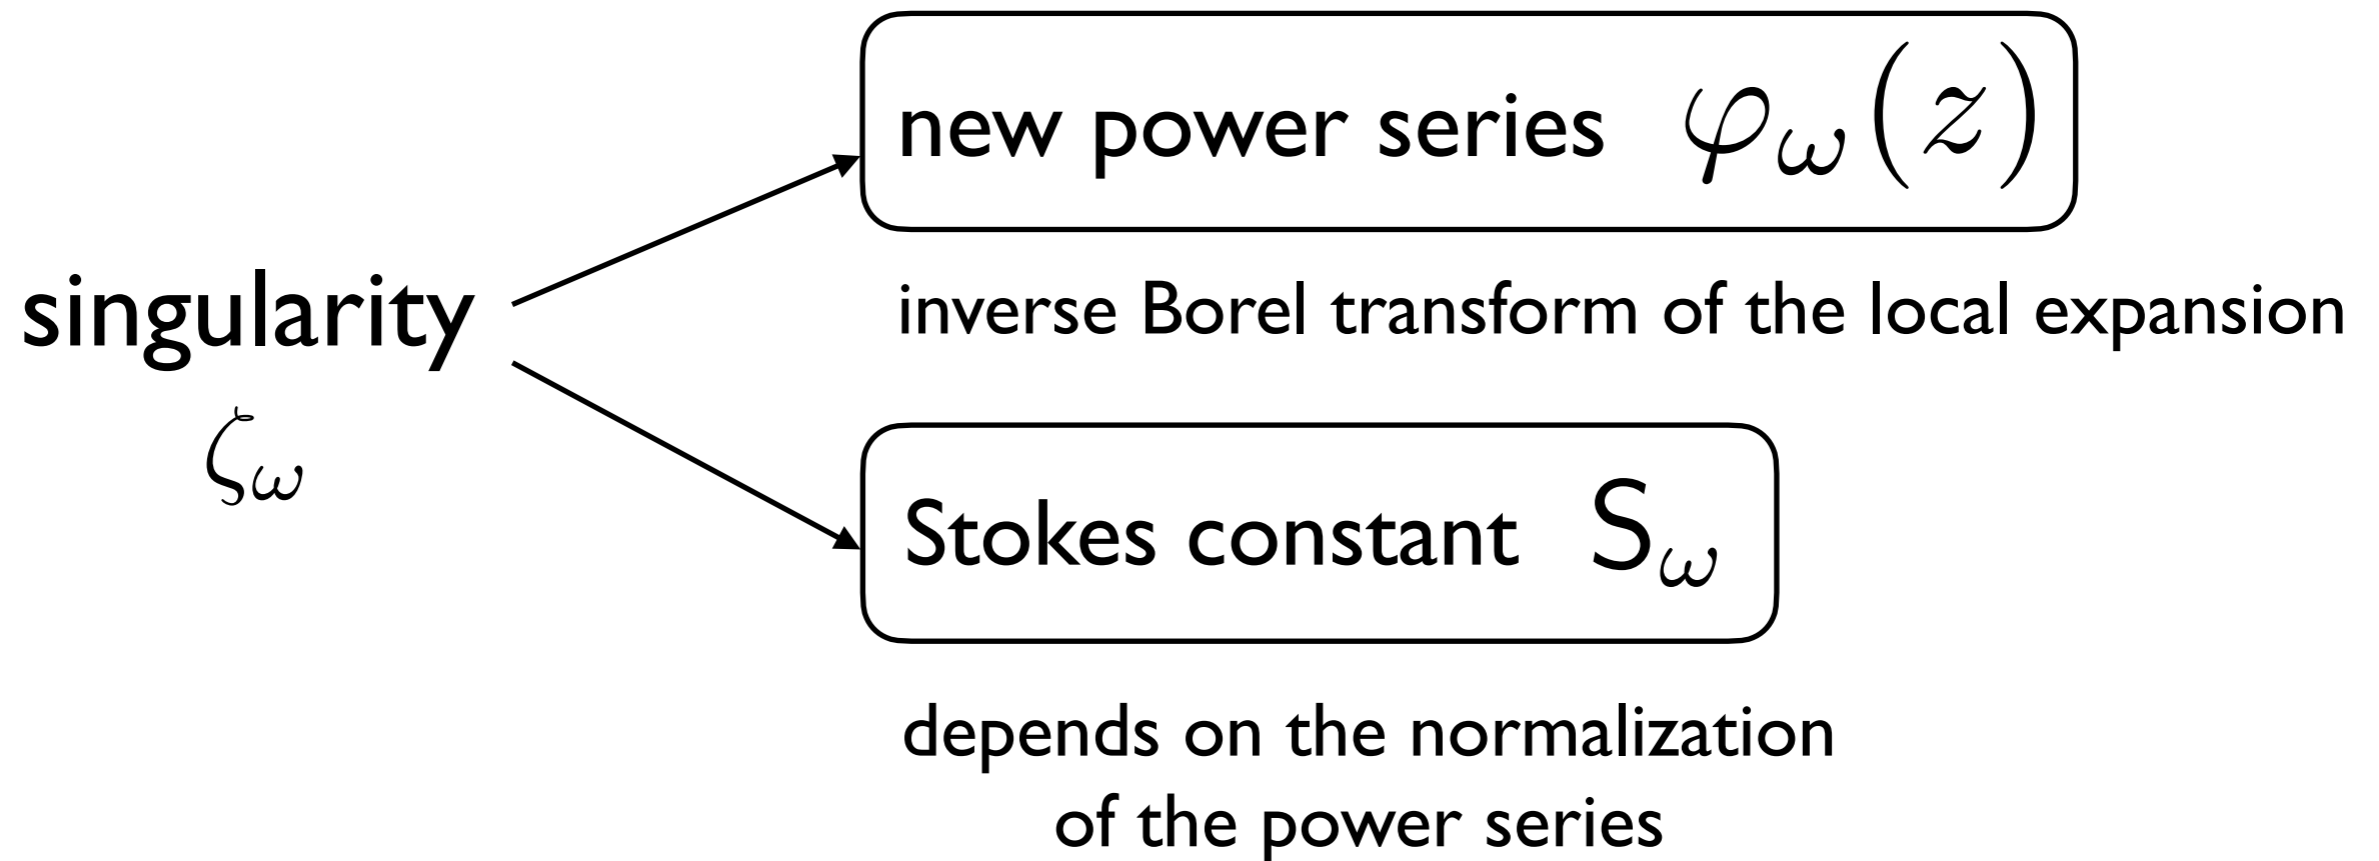 new power series φ_ω(z)
inverse Borel transform of the local expansion
singularity
ζ_ω
Stokes constant S_ω
depends on the normalization
of the power series